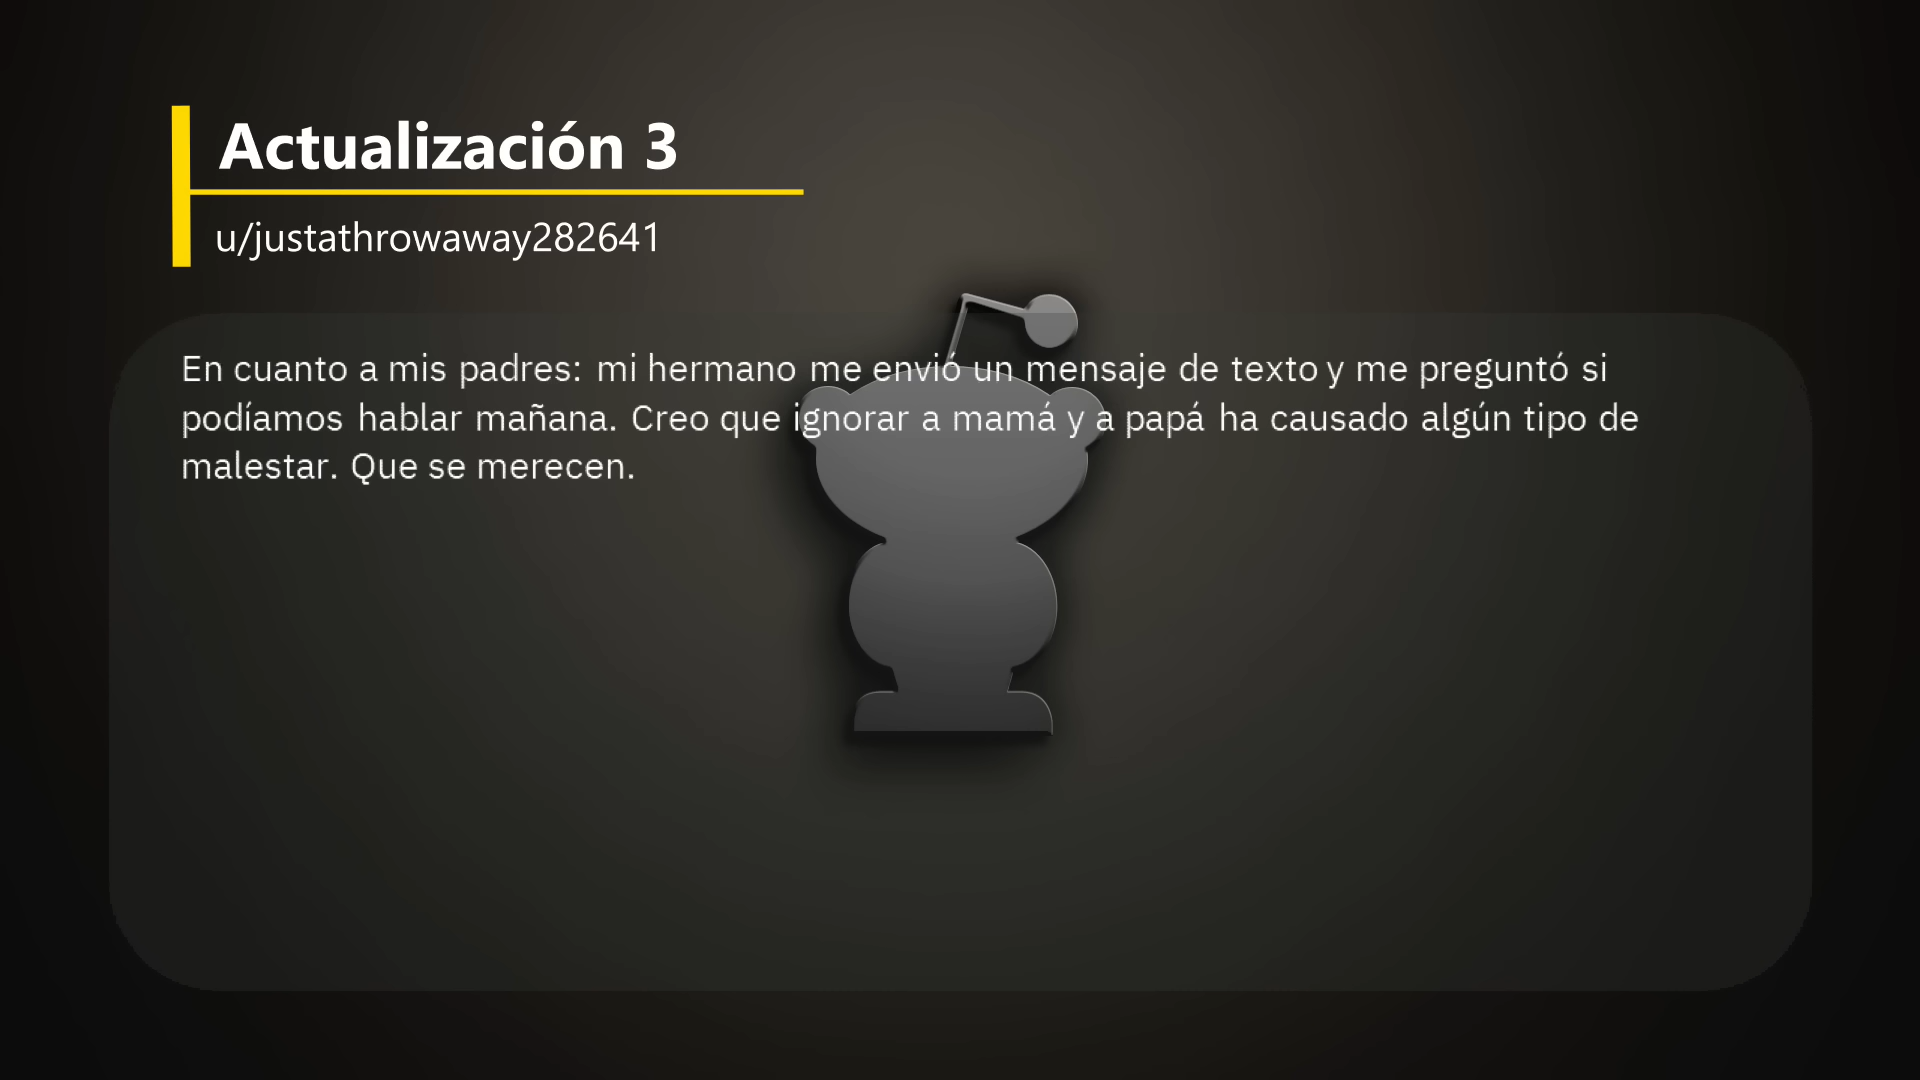 Actualización 3
u/justathrowaway282641
En cuanto a mis padres: mi hermano me envió un mensaje de texto y me preguntó si
podíamos hablar mañana. Creo que ignorar a mamá y a papá ha causado algún tipo de
malestar. Que se merecen.